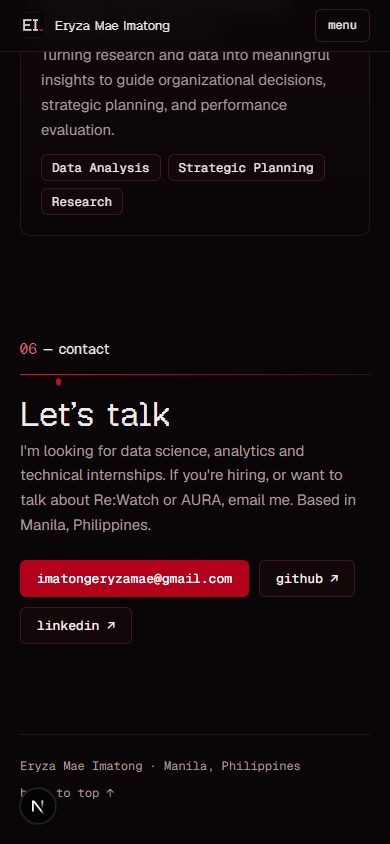 EI. Eryza Mae Imatong menu
Turning research and data into meaningful
insights to guide organizational decisions,
strategic planning, and performance
evaluation.
Data Analysis Strategic Planning
Research
06 — contact
Let's talk
I'm looking for data science, analytics and
technical internships. If you're hiring, or want to
talk about Re:Watch or AURA, email me. Based in
Manila, Philippines.
imatongeryzamae@gmail.com github ↗
linkedin ↗
Eryza Mae Imatong · Manila, Philippines
to top ↑
N